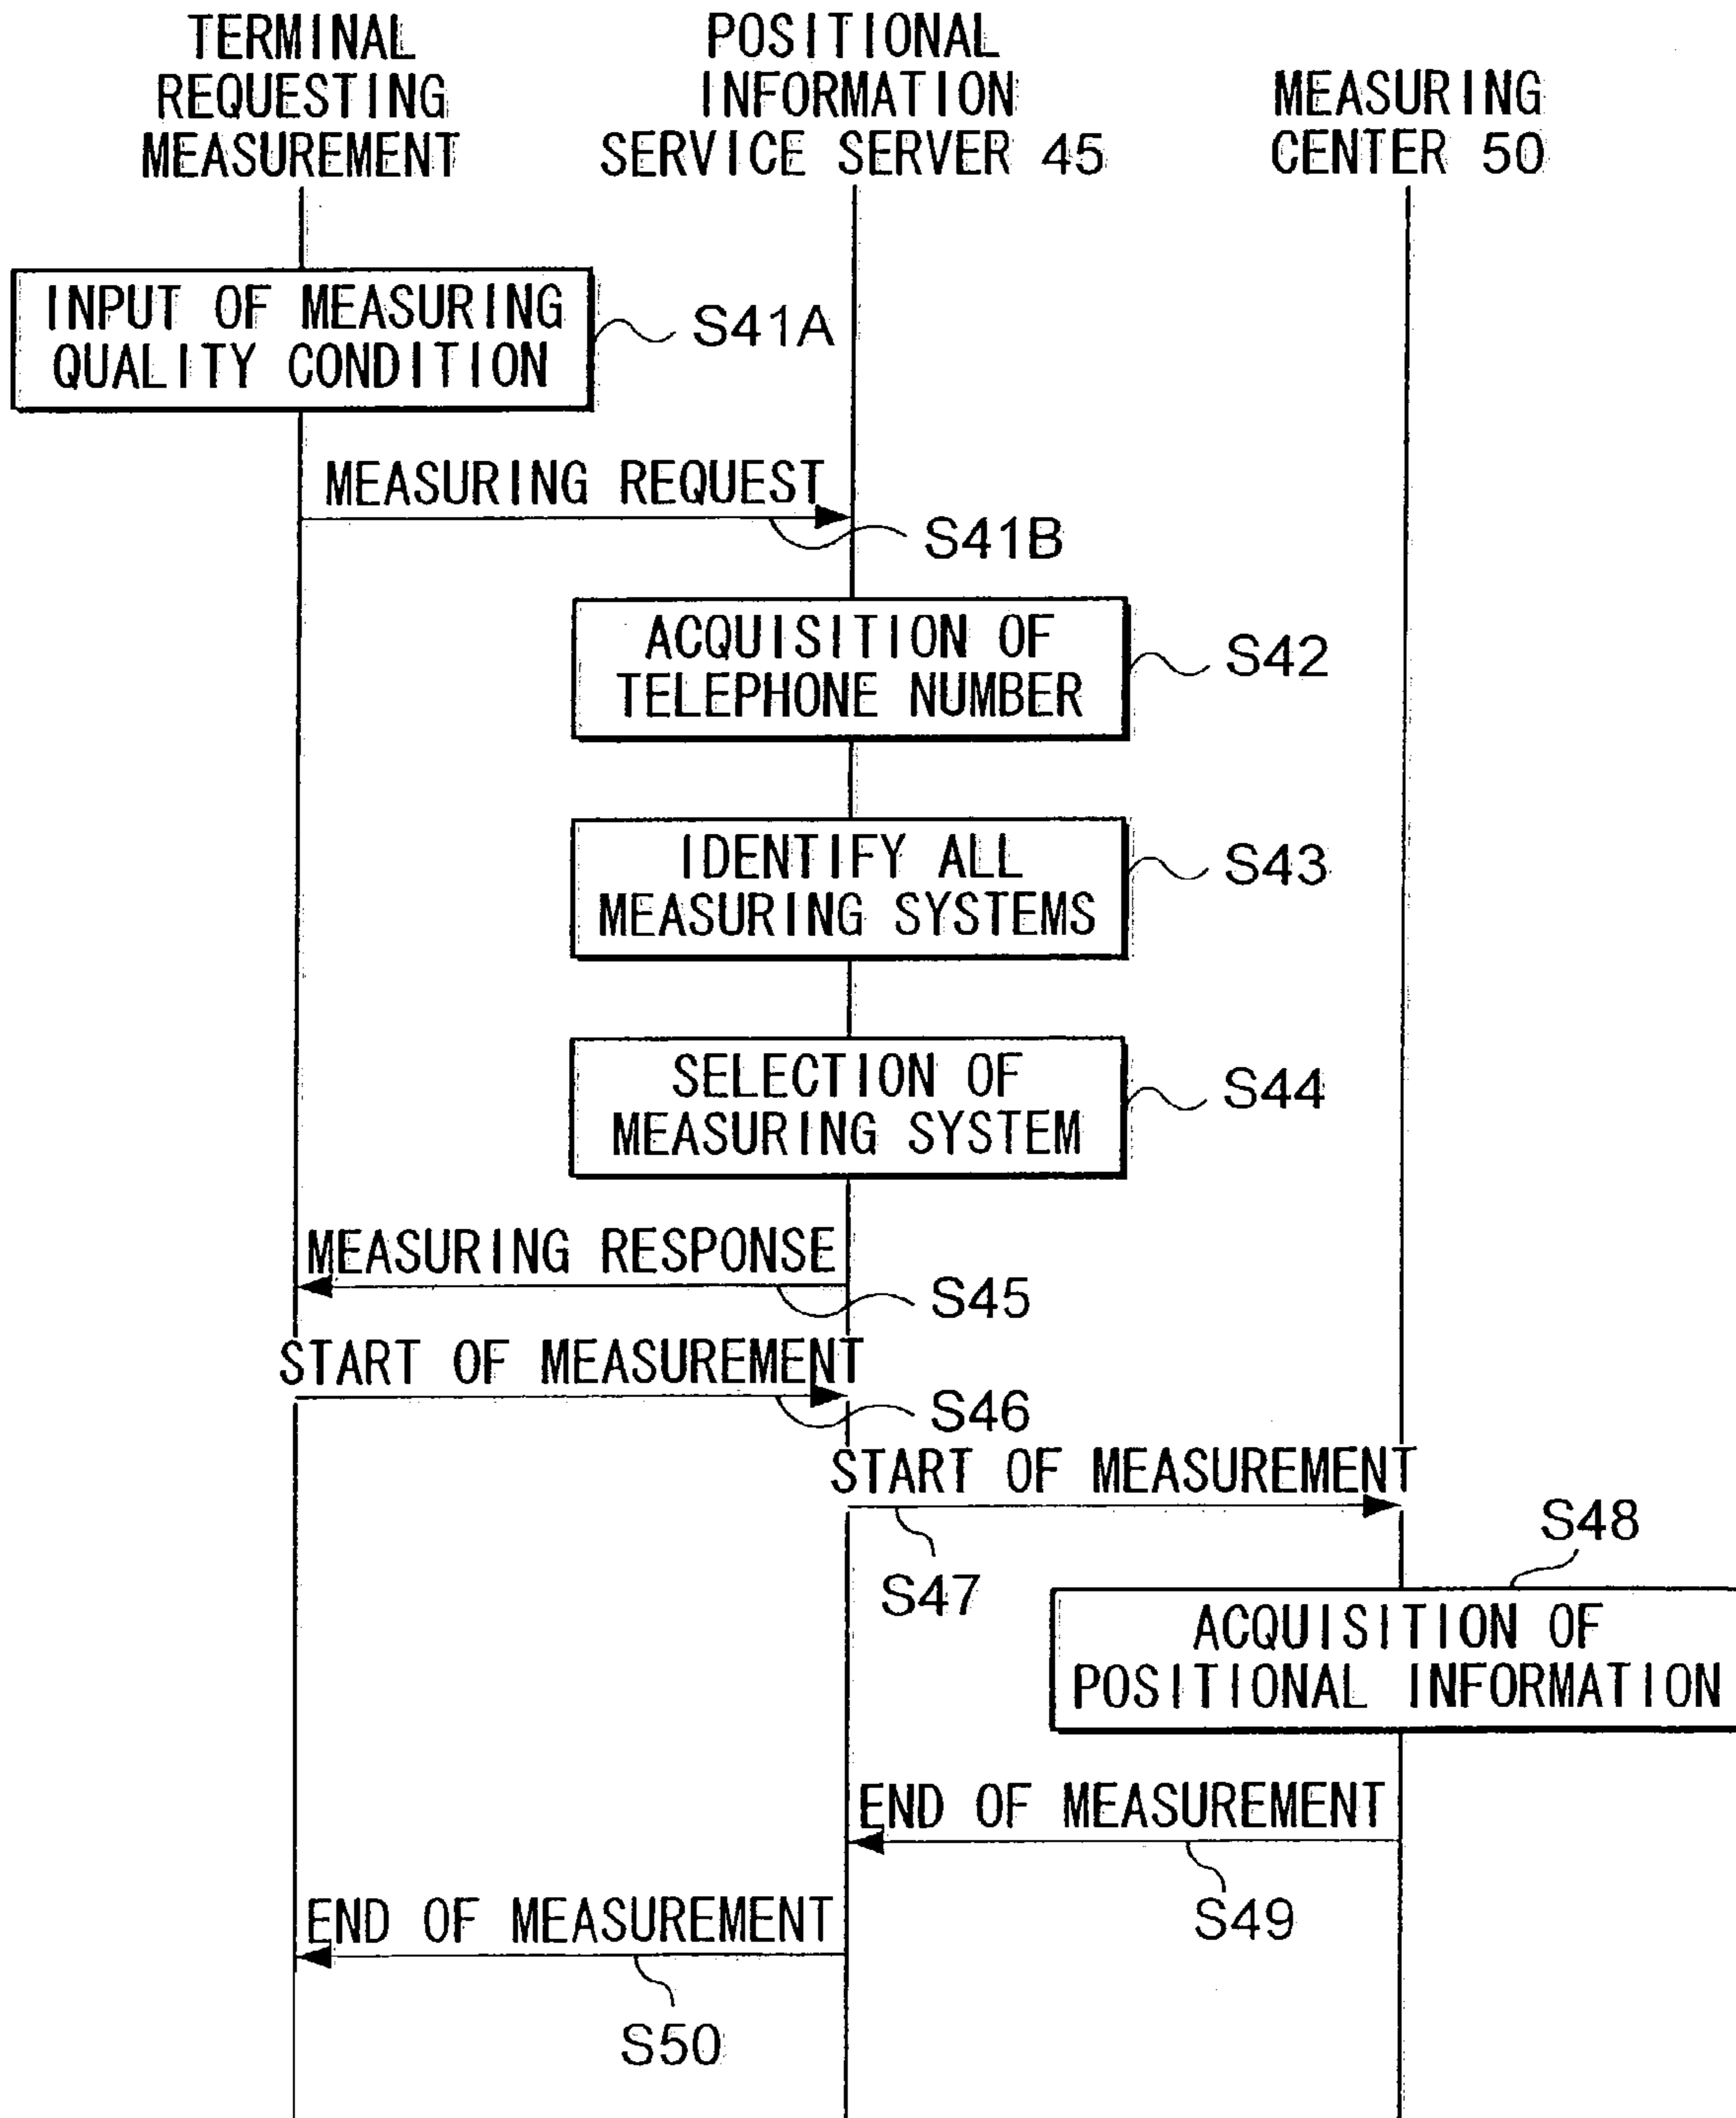 TERMINAL
REQUESTING
MEASUREMENT
POSITIONAL
INFORMATION
SERVICE SERVER 45
MEASURING
CENTER 50
INPUT OF MEASURING
QUALITY CONDITION
S41A
MEASURING REQUEST
S41B
ACQUISITION OF
TELEPHONE NUMBER
S42
IDENTIFY ALL
MEASURING SYSTEMS
S43
SELECTION OF
MEASURING SYSTEM
S44
MEASURING RESPONSE
S45
START OF MEASUREMENT
S46
START OF MEASUREMENT
S47
S48
ACQUISITION OF
POSITIONAL INFORMATION
END OF MEASUREMENT
S49
END OF MEASUREMENT
S50